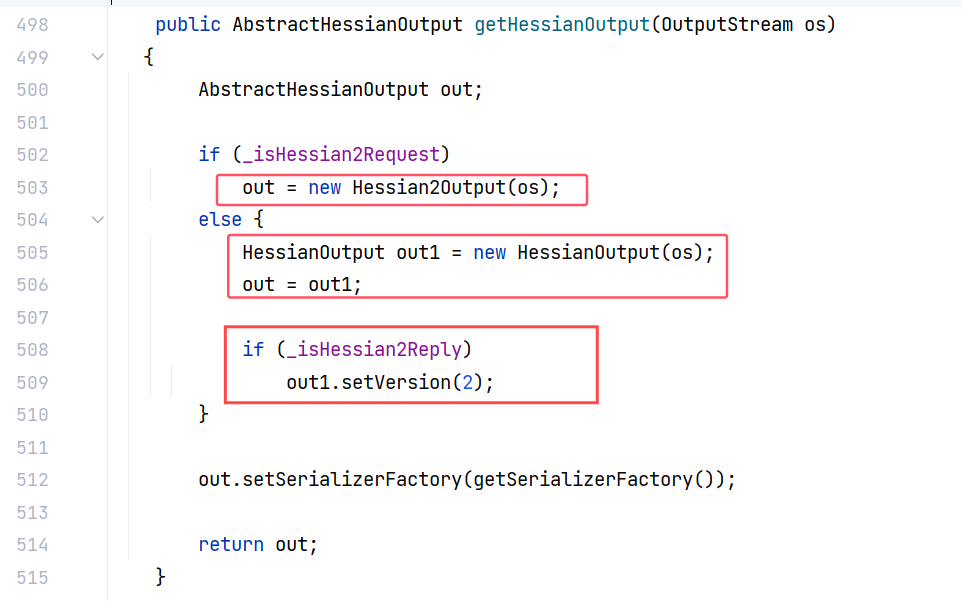 498 public AbstractHessianOutput getHessianOutput(OutputStream os)
499 {
500 AbstractHessianOutput out;
501
502 if (_isHessian2Request)
503 out = new Hessian2Output(os);
504 else {
505 HessianOutput out1 = new HessianOutput(os);
506 out = out1;
507
508 if (_isHessian2Reply)
509 out1.setVersion(2);
510 }
511
512 out.setSerializerFactory(getSerializerFactory());
513
514 return out;
515 }